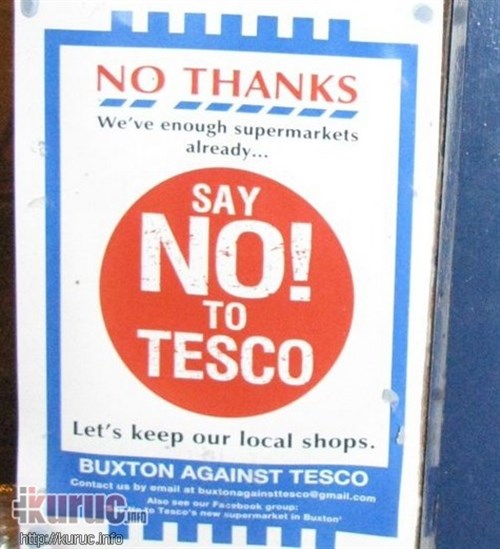 NO THANKS
We've enough supermarkets
already...
SAY
NO!
TO
TESCO
Let's keep our local shops.
BUXTON AGAINST TESCO
Contact us by email at buxtonagainsttesco@gmail.com
Also see our Facebook group:
to Tesco's new supermarket in Buxton'
kuruc.info
http://kuruc.info